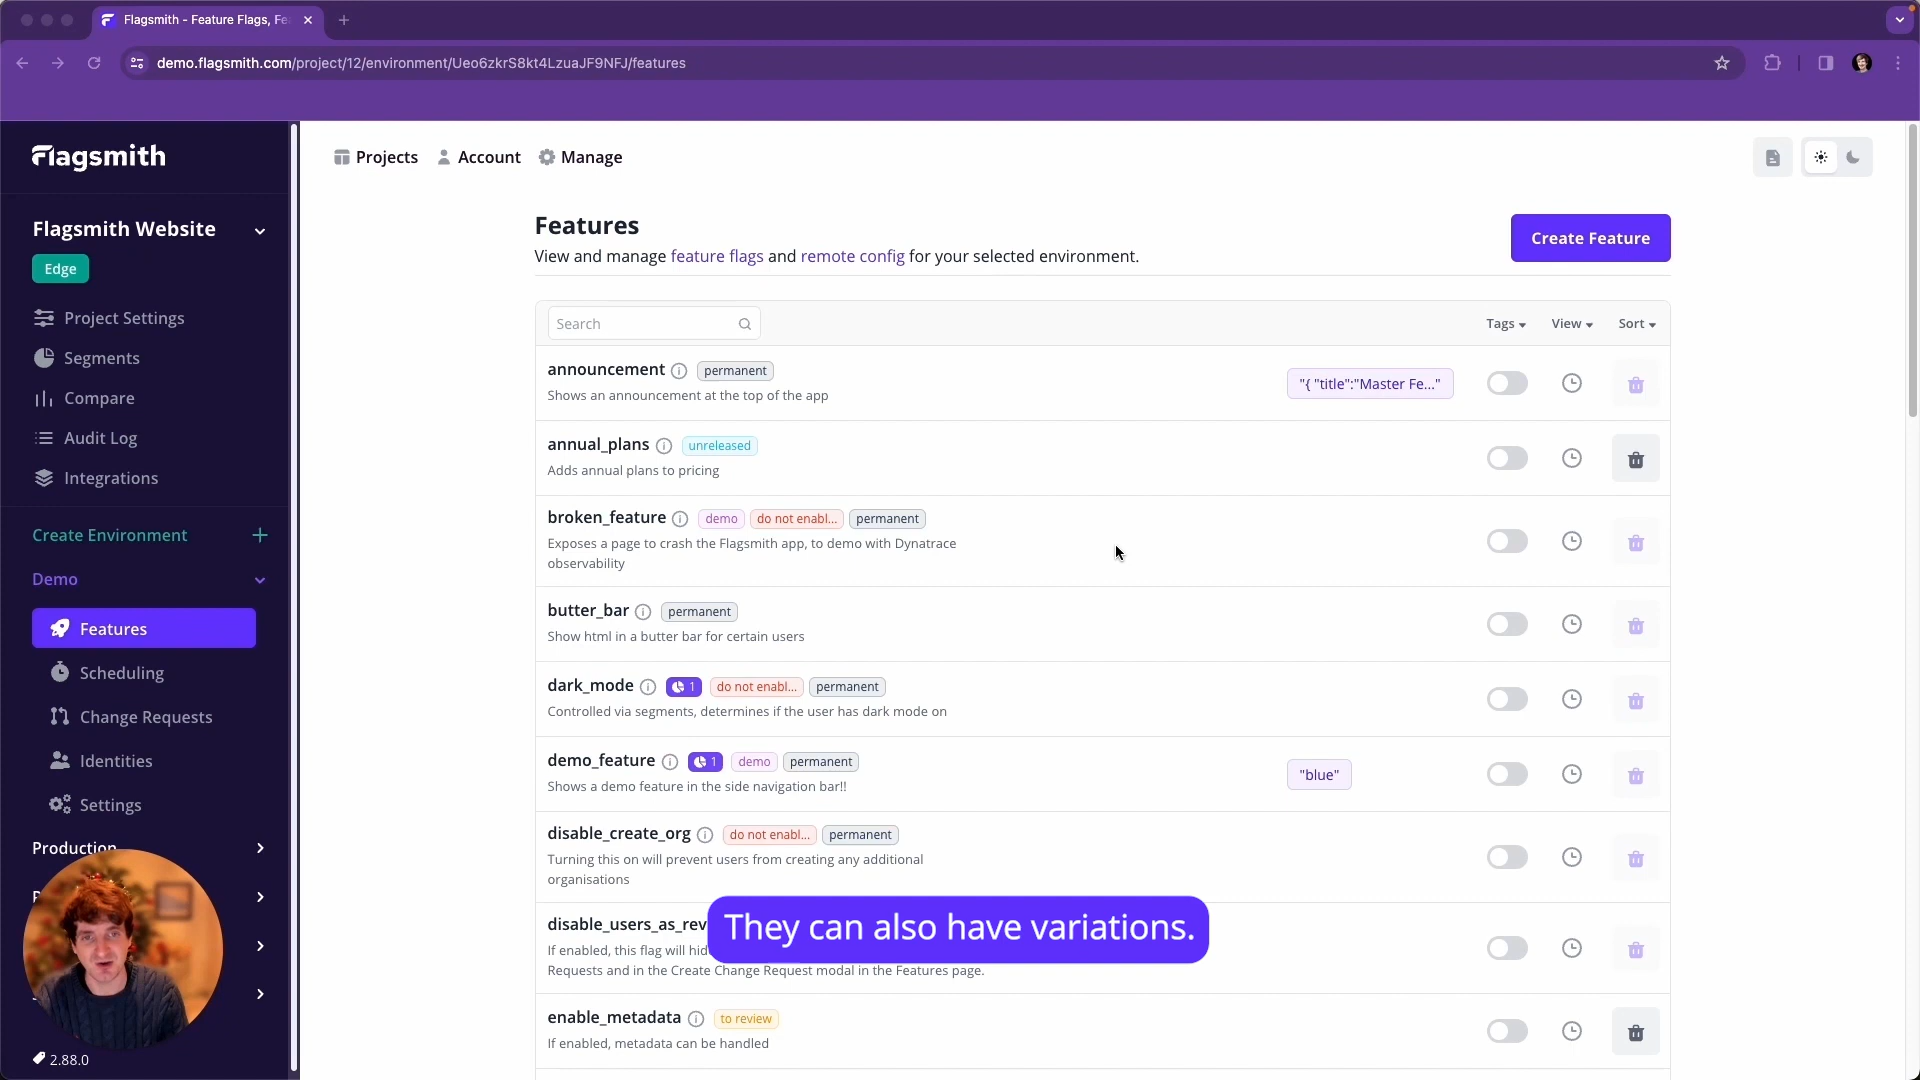 Flagsmith - Feature Flags, Fe
demo.flagsmith.com/project/12/environment/Ueo6zkrS8kt4LzuaJF9NFJ/features
Flagsmith
Projects
Account
Manage
Flagsmith Website
Edge
Project Settings
Segments
Compare
Audit Log
Integrations
Create Environment
Demo
Features
Scheduling
Change Requests
Identities
Settings
Production
2.88.0
Features
View and manage feature flags and remote config for your selected environment.
Create Feature
Search
Tags
View
Sort
announcement permanent
Shows an announcement at the top of the app
"{ "title":"Master Fe..."
annual_plans unreleased
Adds annual plans to pricing
broken_feature demo do not enabl... permanent
Exposes a page to crash the Flagsmith app, to demo with Dynatrace
observability
butter_bar permanent
Show html in a butter bar for certain users
dark_mode 1 do not enabl... permanent
Controlled via segments, determines if the user has dark mode on
demo_feature 1 demo permanent
Shows a demo feature in the side navigation bar!!
"blue"
disable_create_org do not enabl... permanent
Turning this on will prevent users from creating any additional
organisations
disable_users_as_rev
If enabled, this flag will hid
Requests and in the Create Change Request modal in the Features page.
They can also have variations.
enable_metadata to review
If enabled, metadata can be handled